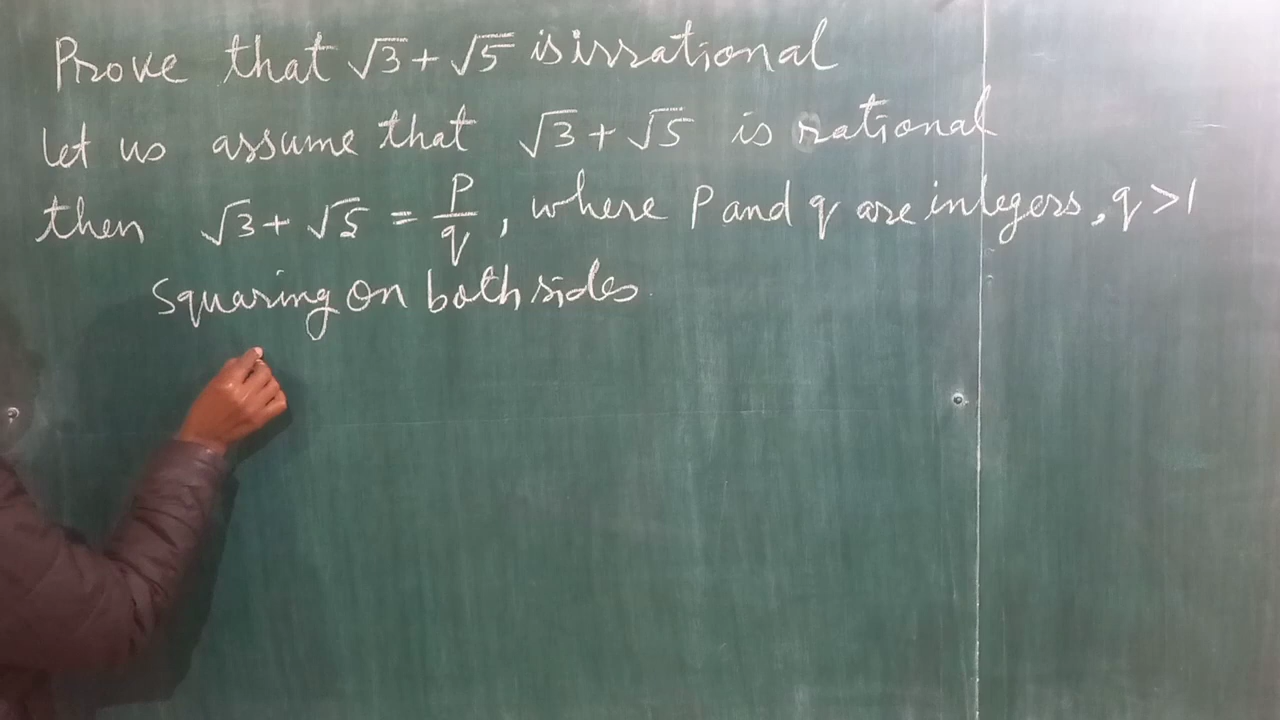 Prove that √3 + √5 is irrational
Let us assume that √3 + √5 is rational
then √3 + √5 = P/q, where P and q are integers, q > 1
Squaring on both sides